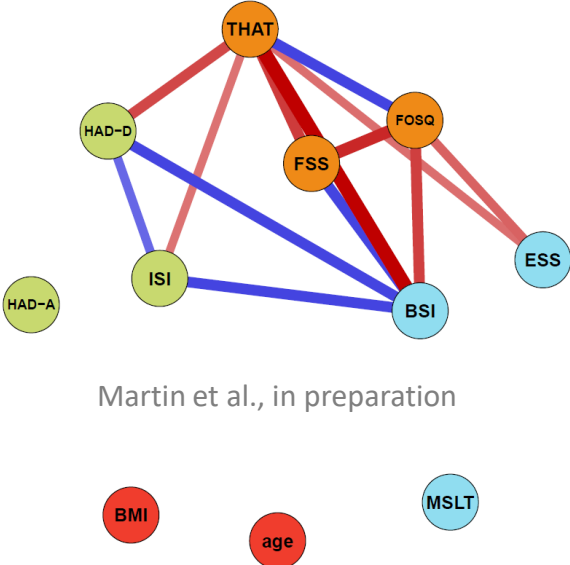 THAT
FOSQ
HAD−D
FSS
ESS
ISI
HAD−A
BSI
Martin et al., in preparation
MSLT
BMI
age